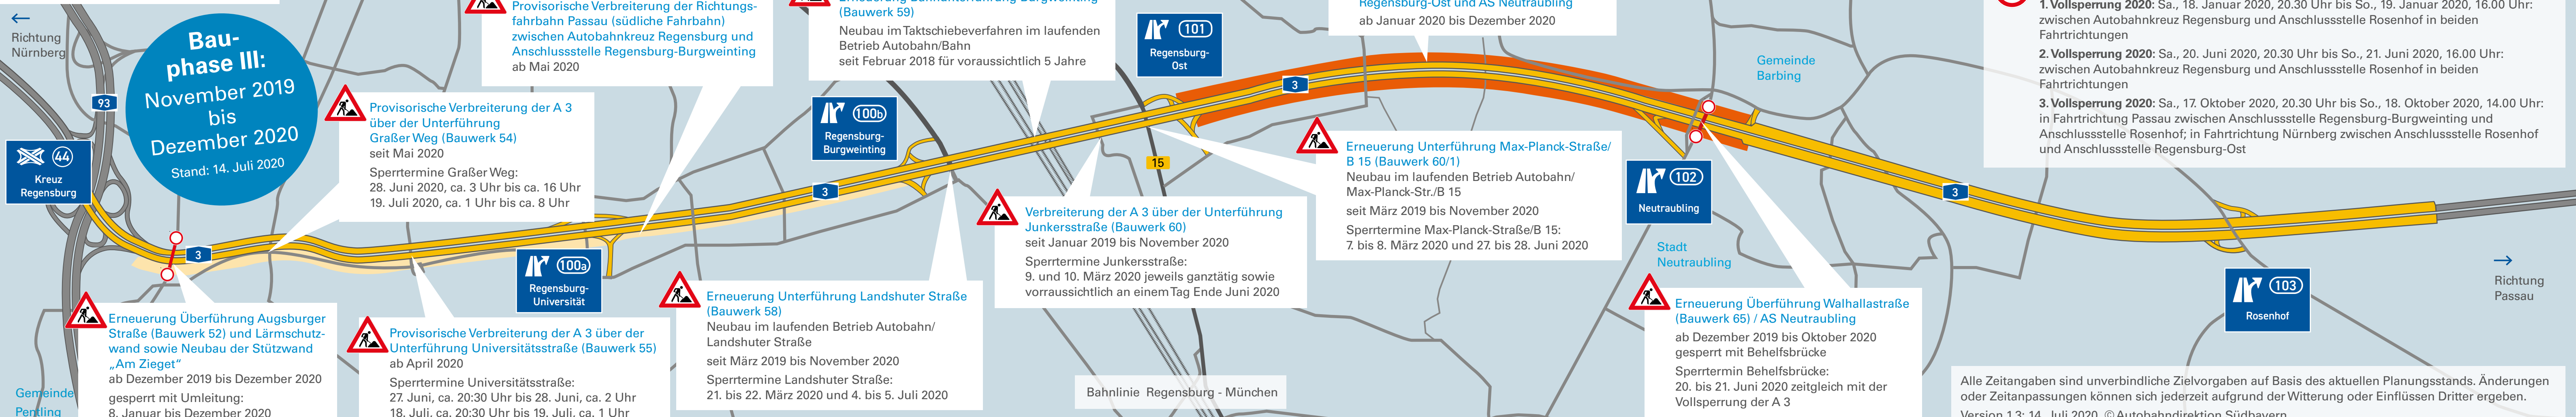 Richtung
Nürnberg
Bau-
phase III:
November 2019
bis
Dezember 2020
Stand: 14. Juli 2020
93
44
Kreuz
Regensburg
3
Provisorische Verbreiterung der Richtungs-
fahrbahn Passau (südliche Fahrbahn)
zwischen Autobahnkreuz Regensburg und
Anschlussstelle Regensburg-Burgweinting
ab Mai 2020
Provisorische Verbreiterung der A 3
über der Unterführung
Graßer Weg (Bauwerk 54)
seit Mai 2020
Sperrtermine Graßer Weg:
28. Juni 2020, ca. 3 Uhr bis ca. 16 Uhr
19. Juli 2020, ca. 1 Uhr bis ca. 8 Uhr
(Bauwerk 59)
Neubau im Taktschiebeverfahren im laufenden
Betrieb Autobahn/Bahn
seit Februar 2018 für voraussichtlich 5 Jahre
100b
Regensburg-
Burgweinting
3
101
Regensburg-
Ost
15
3
Regensburg-Ost und AS Neutraubling
ab Januar 2020 bis Dezember 2020
Gemeinde
Barbing
1. Vollsperrung 2020: Sa., 18. Januar 2020, 20.30 Uhr bis So., 19. Januar 2020, 16.00 Uhr:
zwischen Autobahnkreuz Regensburg und Anschlussstelle Rosenhof in beiden
Fahrtrichtungen
2. Vollsperrung 2020: Sa., 20. Juni 2020, 20.30 Uhr bis So., 21. Juni 2020, 16.00 Uhr:
zwischen Autobahnkreuz Regensburg und Anschlussstelle Rosenhof in beiden
Fahrtrichtungen
3. Vollsperrung 2020: Sa., 17. Oktober 2020, 20.30 Uhr bis So., 18. Oktober 2020, 14.00 Uhr:
in Fahrtrichtung Passau zwischen Anschlussstelle Regensburg-Burgweinting und
Anschlussstelle Rosenhof; in Fahrtrichtung Nürnberg zwischen Anschlussstelle Rosenhof
und Anschlussstelle Regensburg-Ost
Erneuerung Unterführung Max-Planck-Straße/
B 15 (Bauwerk 60/1)
Neubau im laufenden Betrieb Autobahn/
Max-Planck-Str./B 15
seit März 2019 bis November 2020
Sperrtermine Max-Planck-Straße/B 15:
7. bis 8. März 2020 und 27. bis 28. Juni 2020
102
Neutraubling
3
Verbreiterung der A 3 über der Unterführung
Junkersstraße (Bauwerk 60)
seit Januar 2019 bis November 2020
Sperrtermine Junkersstraße:
9. und 10. März 2020 jeweils ganztätig sowie
vorraussichtlich an einem Tag Ende Juni 2020
Stadt
Neutraubling
100a
Regensburg-
Universität
Richtung
Passau
103
Rosenhof
Erneuerung Überführung Augsburger
Straße (Bauwerk 52) und Lärmschutz-
wand sowie Neubau der Stützwand
„Am Zieget“
ab Dezember 2019 bis Dezember 2020
gesperrt mit Umleitung:
8. Januar bis Dezember 2020
Provisorische Verbreiterung der A 3 über der
Unterführung Universitätsstraße (Bauwerk 55)
ab April 2020
Sperrtermine Universitätsstraße:
27. Juni, ca. 20:30 Uhr bis 28. Juni, ca. 2 Uhr
18. Juli, ca. 20:30 Uhr bis 19. Juli, ca. 1 Uhr
Erneuerung Unterführung Landshuter Straße
(Bauwerk 58)
Neubau im laufenden Betrieb Autobahn/
Landshuter Straße
seit März 2019 bis November 2020
Sperrtermine Landshuter Straße:
21. bis 22. März 2020 und 4. bis 5. Juli 2020
Bahnlinie Regensburg - München
Erneuerung Überführung Walhallastraße
(Bauwerk 65) / AS Neutraubling
ab Dezember 2019 bis Oktober 2020
gesperrt mit Behelfsbrücke
Sperrtermin Behelfsbrücke:
20. bis 21. Juni 2020 zeitgleich mit der
Vollsperrung der A 3
Gemeinde
Pentling
Alle Zeitangaben sind unverbindliche Zielvorgaben auf Basis des aktuellen Planungsstands. Änderungen
oder Zeitanpassungen können sich jederzeit aufgrund der Witterung oder Einflüssen Dritter ergeben.
Version 1.3: 14. Juli 2020, © Autobahndirektion Südbayern